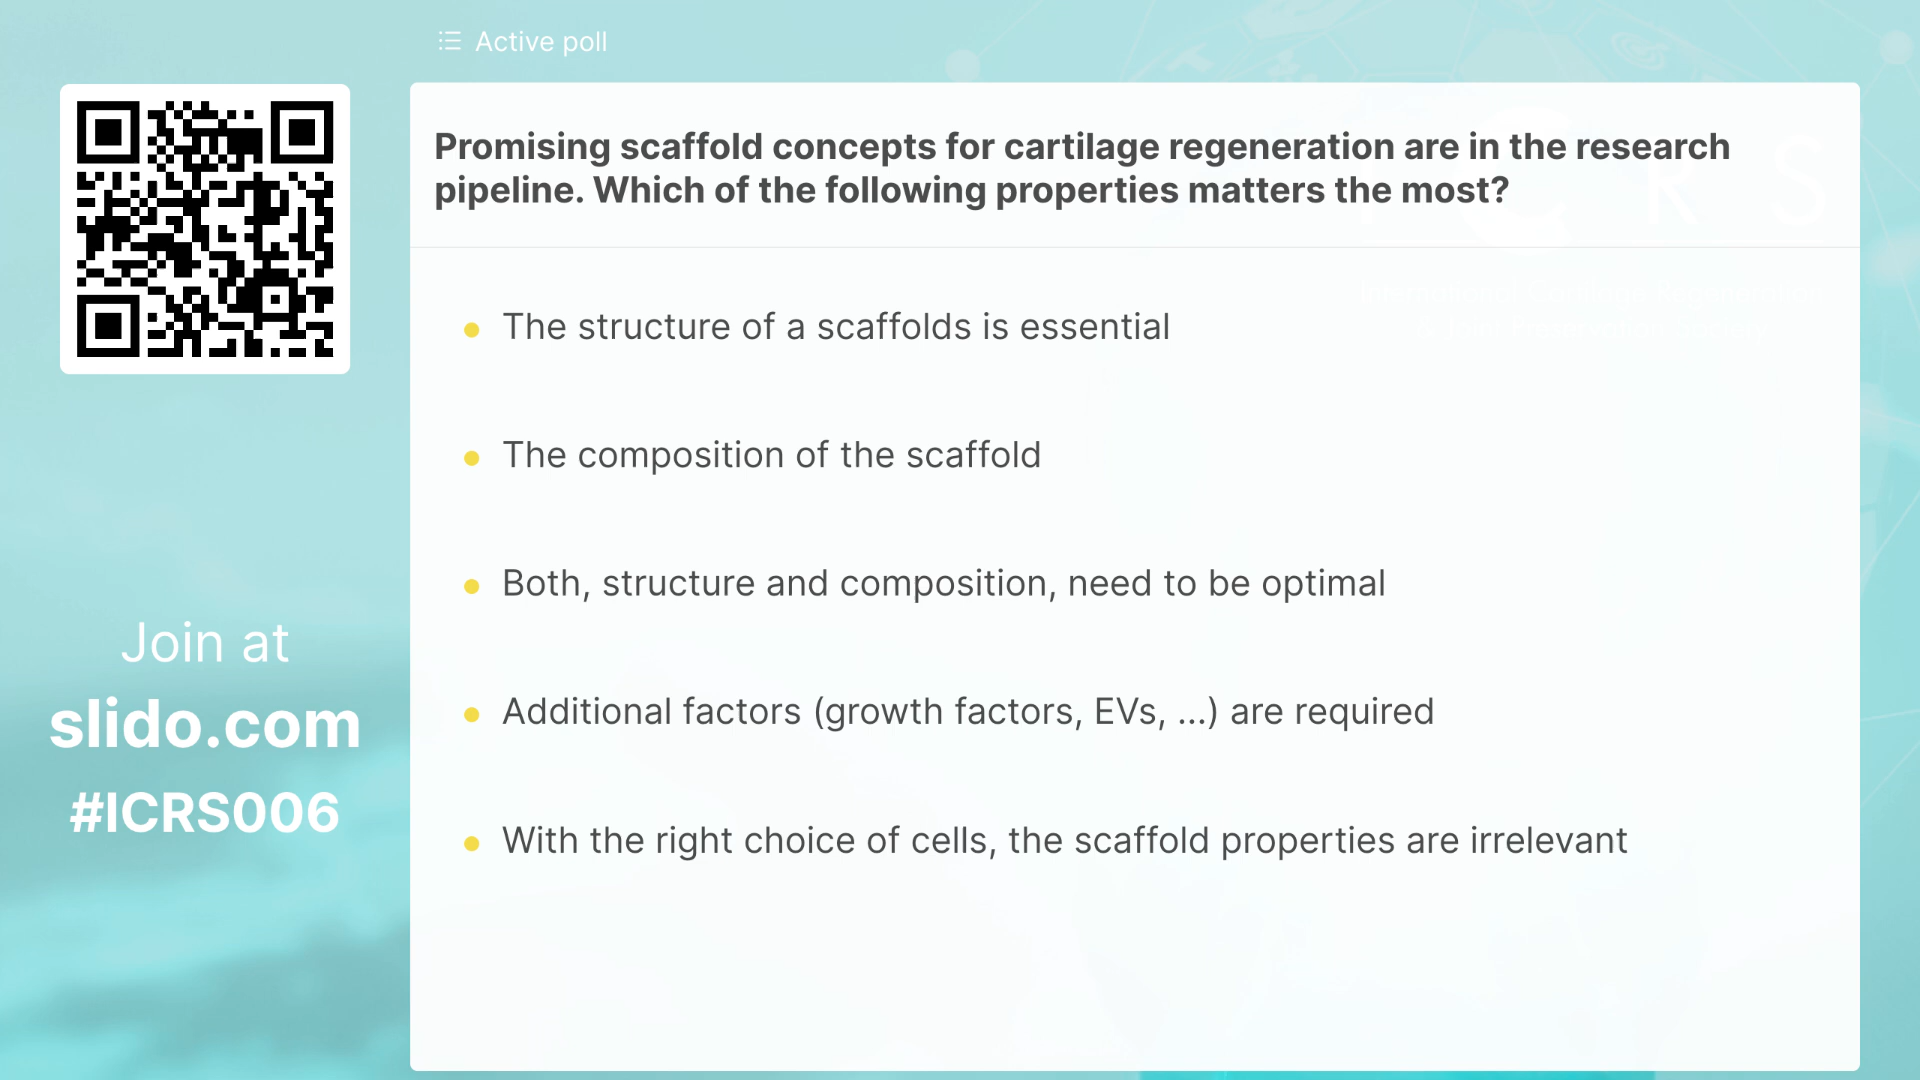 Active poll
Promising scaffold concepts for cartilage regeneration are in the research
pipeline. Which of the following properties matters the most?
The structure of a scaffolds is essential
The composition of the scaffold
Both, structure and composition, need to be optimal
Additional factors (growth factors, EVs, ...) are required
With the right choice of cells, the scaffold properties are irrelevant
Join at
slido.com
#ICRS006